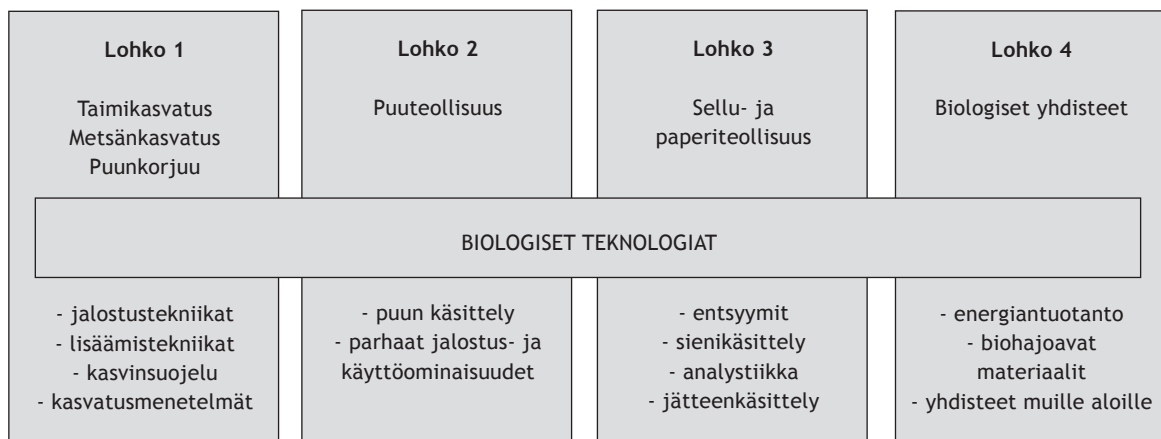 Lohko 1
Taimikasvatus
Metsänkasvatus
Puunkorjuu
Lohko 2
Puuteollisuus
Lohko 3
Sellu- ja
paperiteollisuus
Lohko 4
Biologiset yhdisteet
BIOLOGISET TEKNOLOGIAT
- jalostustekniikat
- lisäämistekniikat
- kasvinsuojelu
- kasvatusmenetelmät
- puun käsittely
- parhaat jalostus- ja
käyttöominaisuudet
- entsyymit
- sienikäsittely
- analystiikka
- jätteenkäsittely
- energiantuotanto
- biohajoavat
materiaalit
- yhdisteet muille aloille